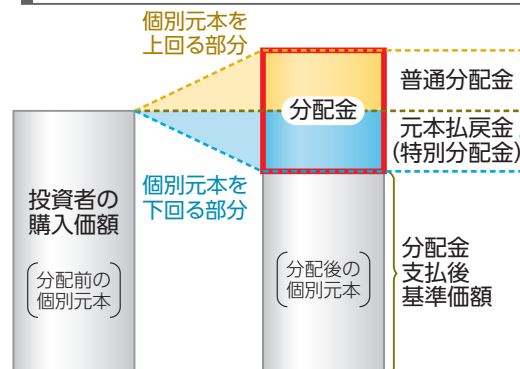 個別元本を
上回る部分
普通分配金
分配金
元本払戻金
(特別分配金)
個別元本を
下回る部分
投資者の
購入価額
分配前の
個別元本
分配後の
個別元本
分配金
支払後
基準価額